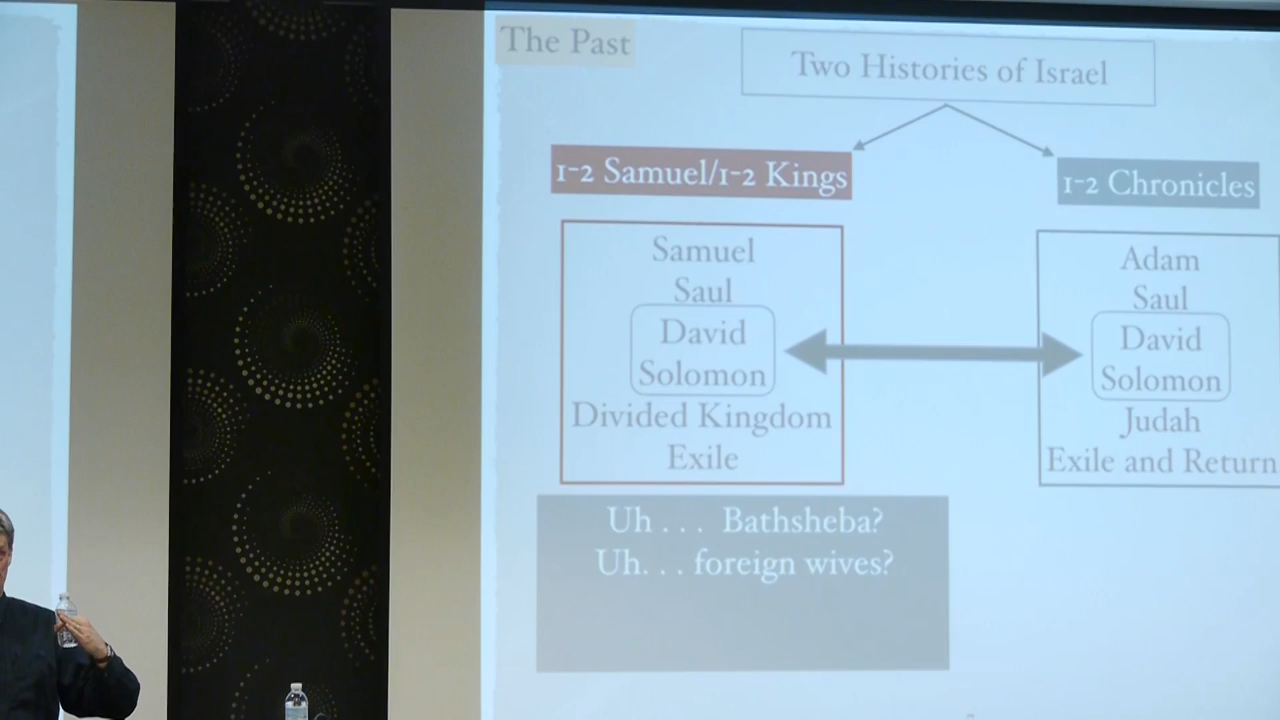 The Past
Two Histories of Israel
1-2 Samuel/1-2 Kings
1-2 Chronicles
Samuel
Saul
David
Solomon
Divided Kingdom
Exile
Adam
Saul
David
Solomon
Judah
Exile and Return
Uh . . . Bathsheba?
Uh. . . foreign wives?